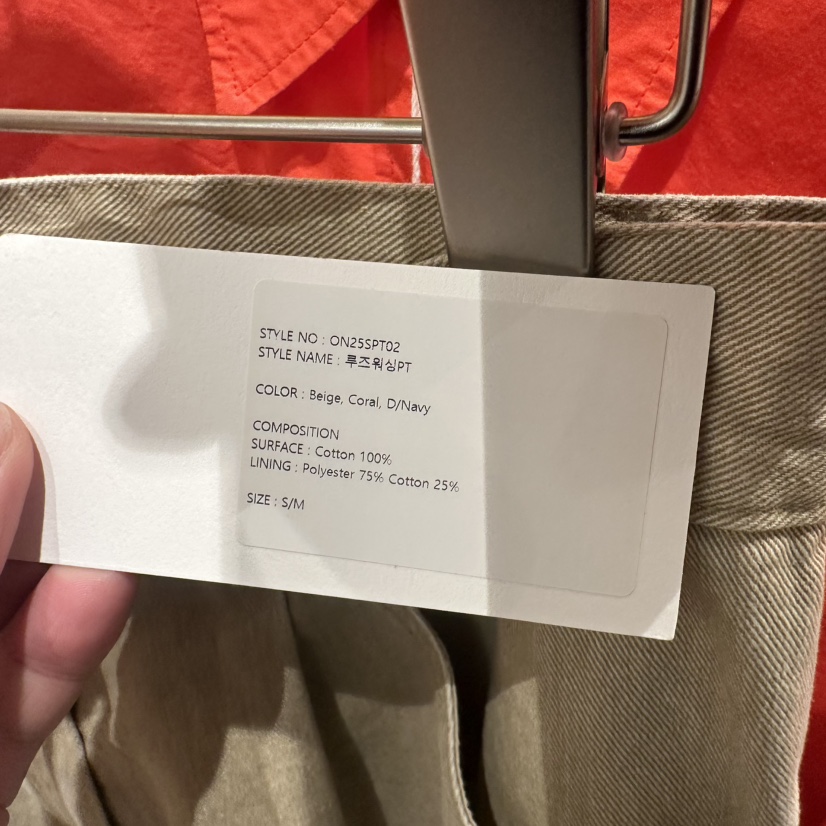 STYLE NO : ON25SPT02
STYLE NAME : 루즈워싱PT
COLOR : Beige, Coral, D/Navy
COMPOSITION
SURFACE : Cotton 100%
LINING : Polyester 75% Cotton 25%
SIZE : S/M